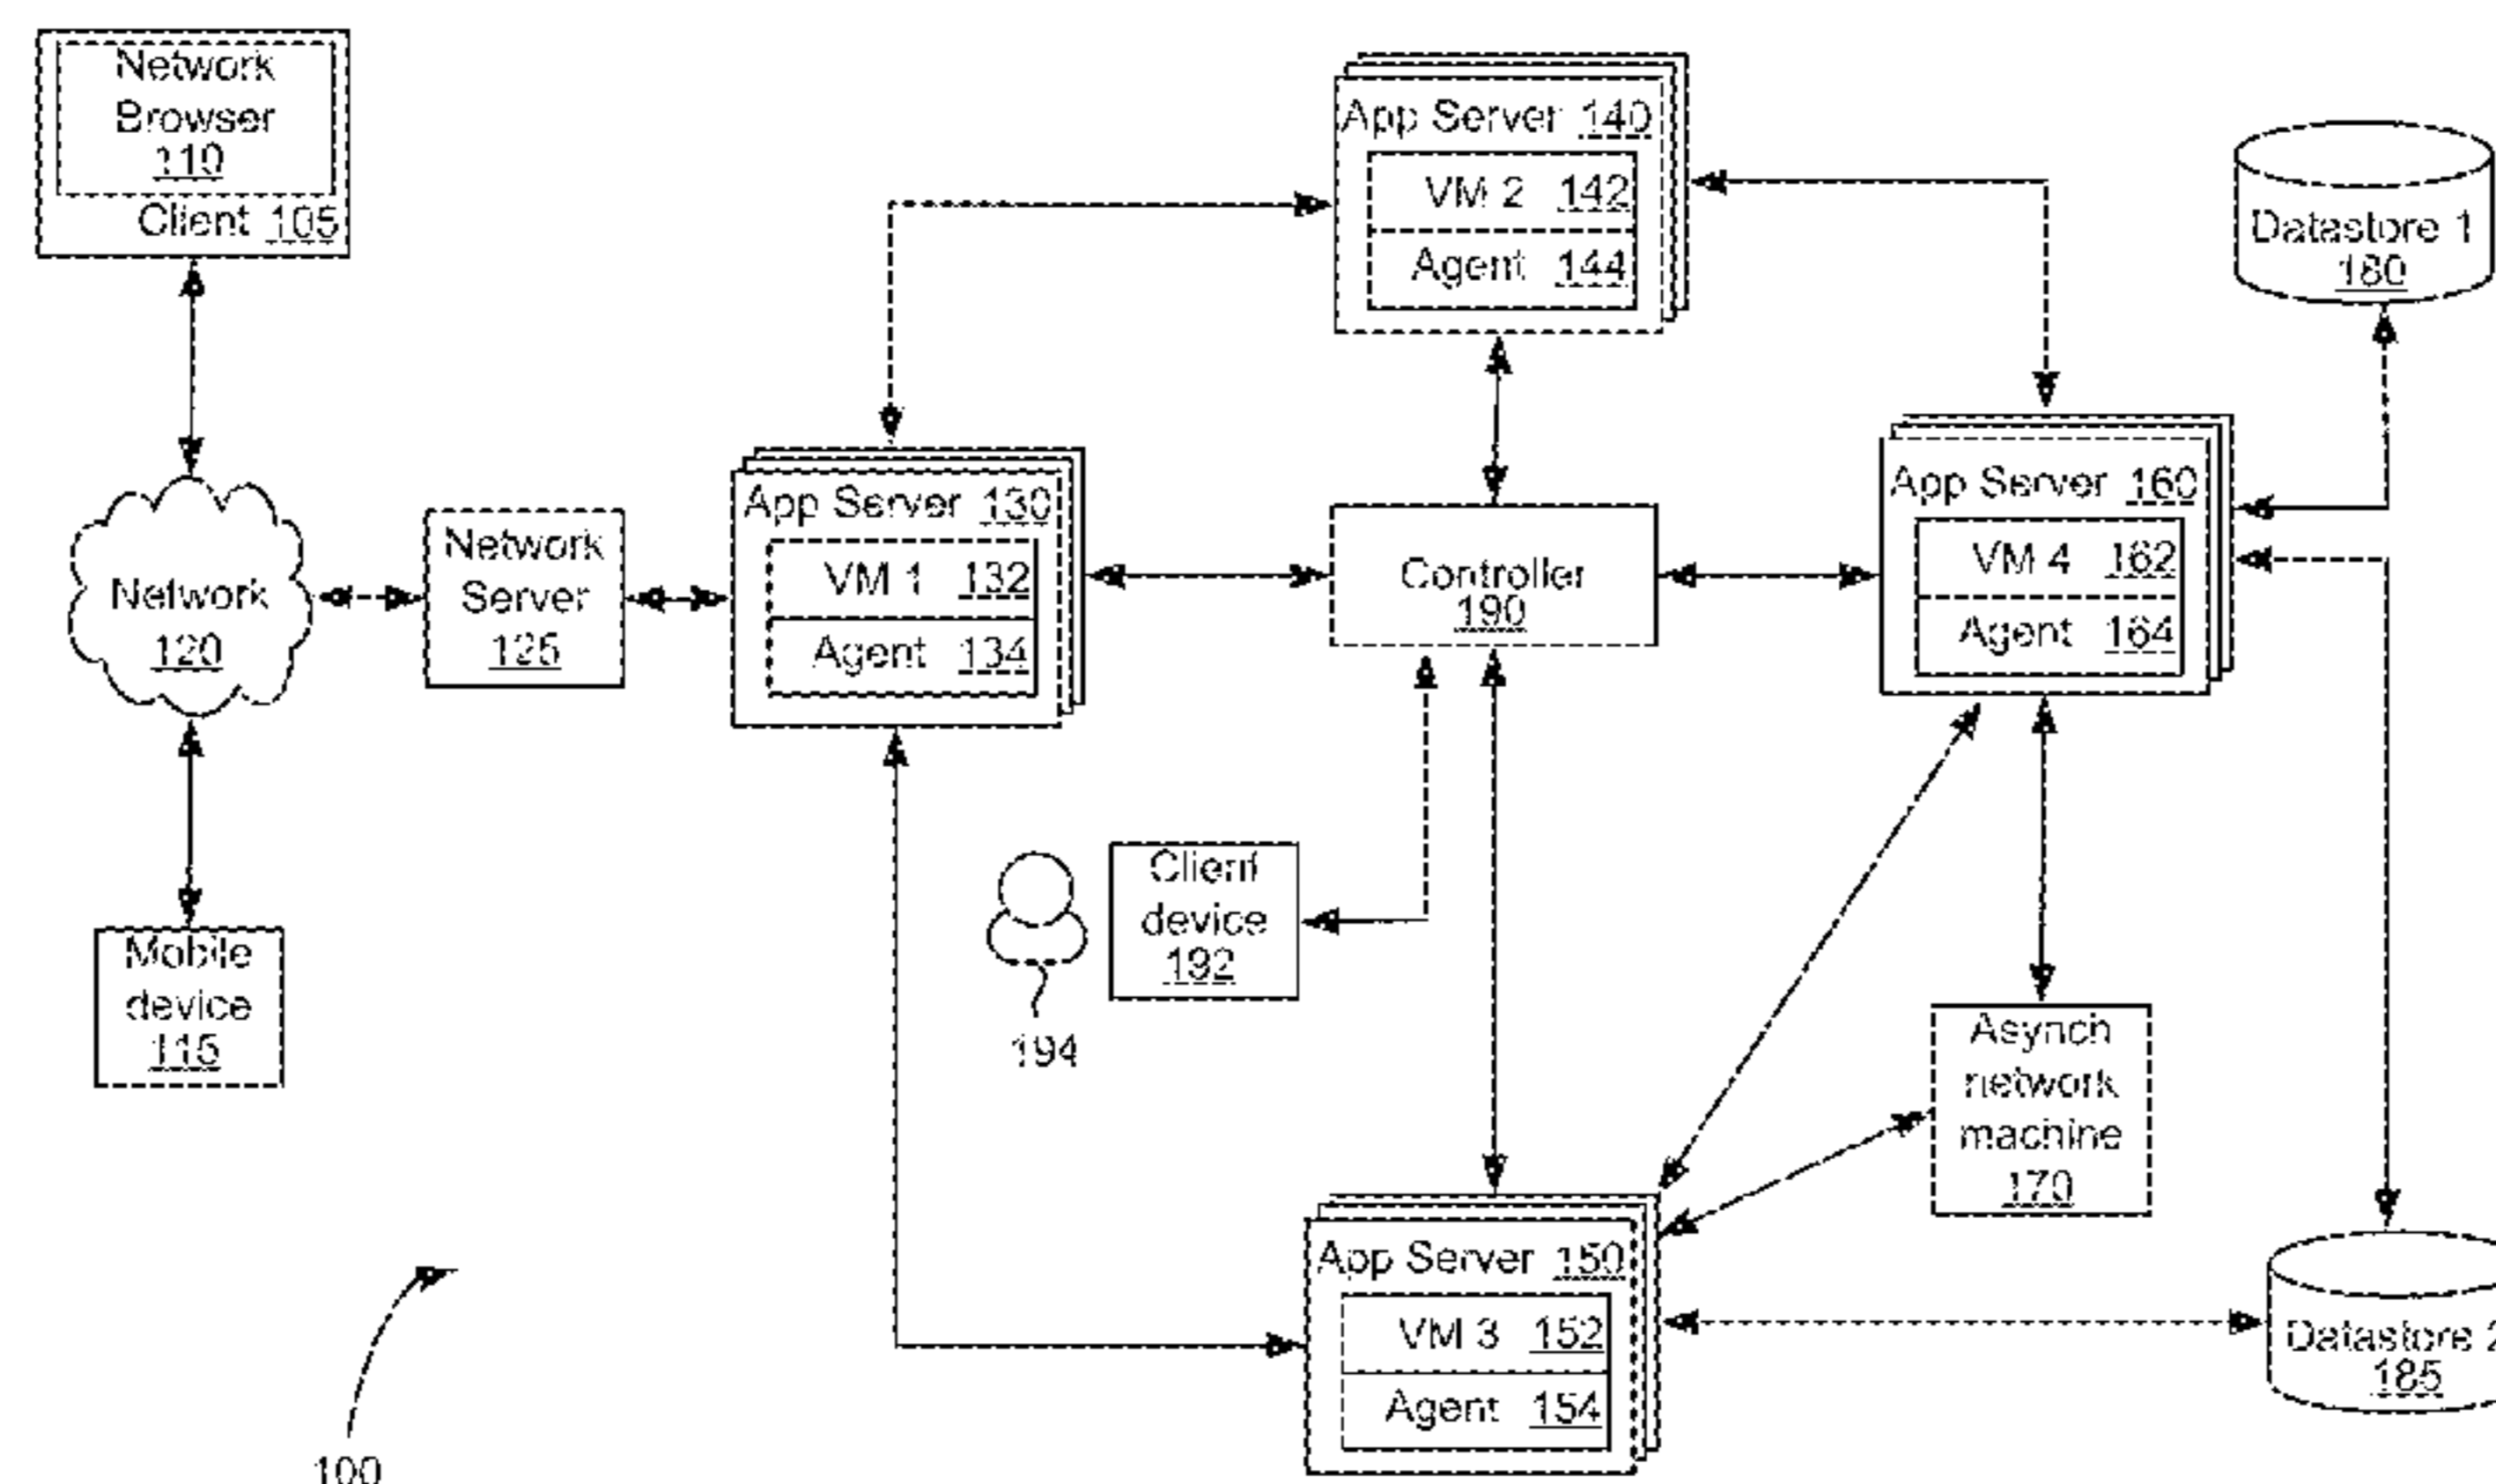 Network
Browser
110
Client 105
App Server 140
VM 2 142
Agent 144
Datastore 1
180
Network
120
Network
Server
125
App Server 130
VM 1 132
Agent 134
Controller
190
App Server 160
VM 4 162
Agent 164
Mobile
device
115
Client
device
192
194
Asynch
network
machine
170
App Server 150
VM 3 152
Agent 154
Datastore 2
185
100